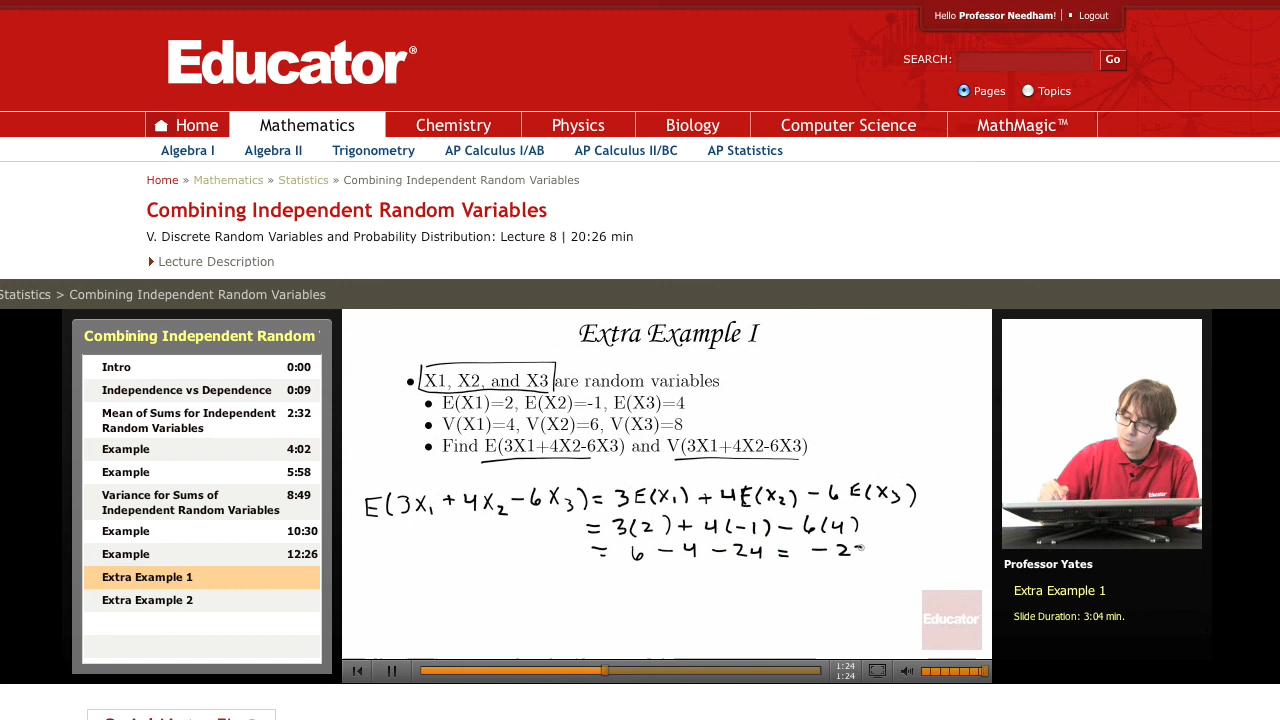 Hello Professor Needham! | Logout
Educator®
SEARCH: Go
Pages Topics
Home Mathematics Chemistry Physics Biology Computer Science MathMagic™
Algebra I Algebra II Trigonometry AP Calculus I/AB AP Calculus II/BC AP Statistics
Home » Mathematics » Statistics » Combining Independent Random Variables
Combining Independent Random Variables
V. Discrete Random Variables and Probability Distribution: Lecture 8 | 20:26 min
Lecture Description
Statistics > Combining Independent Random Variables
Combining Independent Random
Intro 0:00
Independence vs Dependence 0:09
Mean of Sums for Independent 2:32
Random Variables
Example 4:02
Example 5:58
Variance for Sums of 8:49
Independent Random Variables
Example 10:30
Example 12:26
Extra Example 1
Extra Example 2
Extra Example I
• X1, X2, and X3 are random variables
• E(X1)=2, E(X2)=-1, E(X3)=4
• V(X1)=4, V(X2)=6, V(X3)=8
• Find E(3X1+4X2-6X3) and V(3X1+4X2-6X3)
E(3X₁ + 4X₂ - 6X₃) = 3E(X₁) + 4E(X₂) - 6E(X₃)
= 3(2) + 4(-1) - 6(4)
= 6 - 4 - 24 = - 2
Educator
1:24
1:24
Professor Yates
Extra Example 1
Slide Duration: 3:04 min.